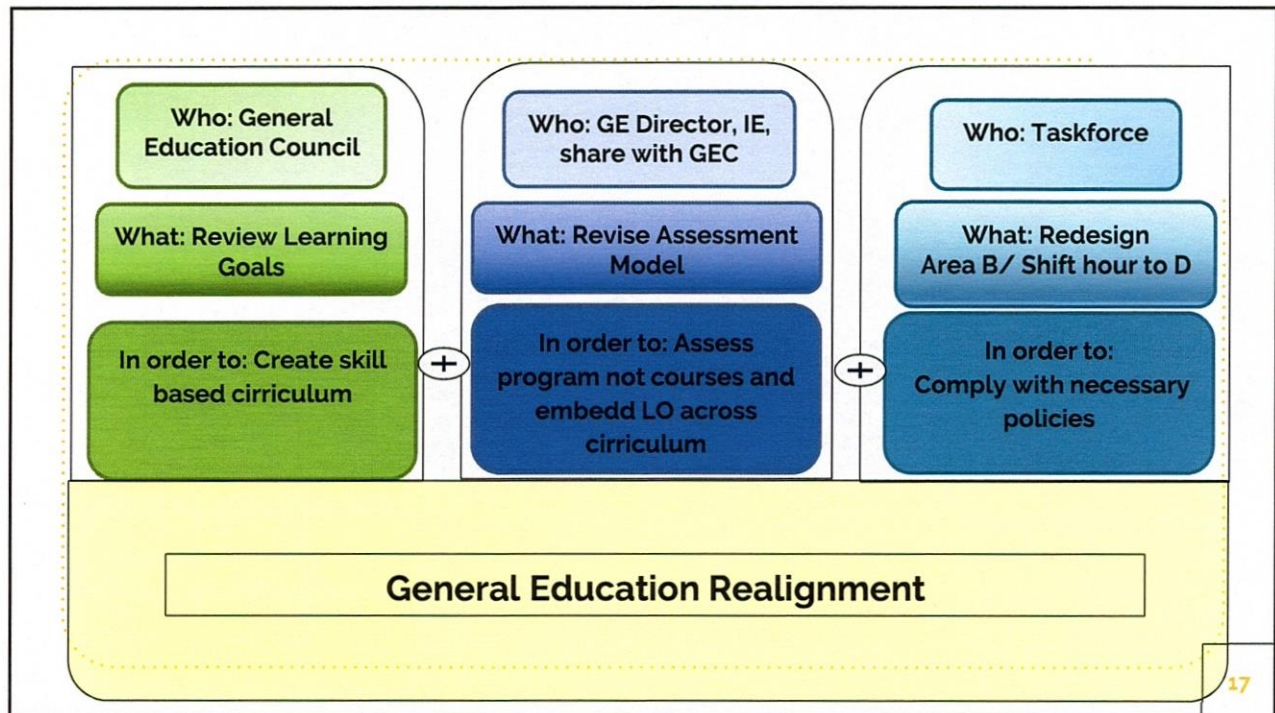 Who: General
Education Council
What: Review Learning
Goals
In order to: Create skill
based cirriculum
+
Who: GE Director, IE,
share with GEC
What: Revise Assessment
Model
In order to: Assess
program not courses and
embedd LO across
cirriculum
+
Who: Taskforce
What: Redesign
Area B/ Shift hour to D
In order to:
Comply with necessary
policies
General Education Realignment
17